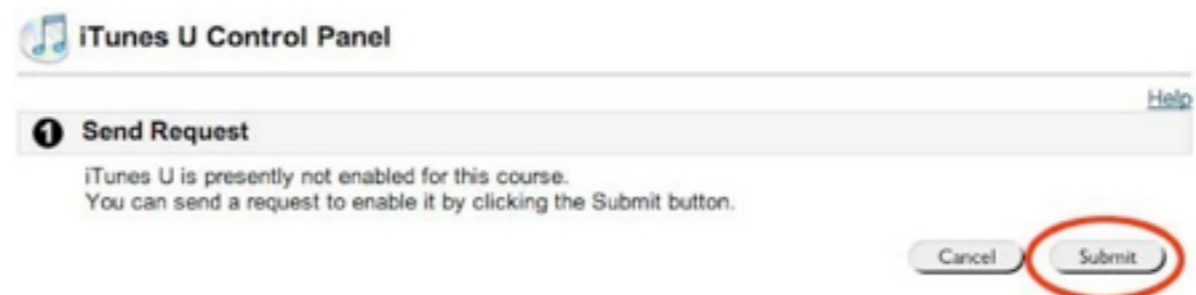 iTunes U Control Panel
Help
1 Send Request
iTunes U is presently not enabled for this course.
You can send a request to enable it by clicking the Submit button.
Cancel Submit